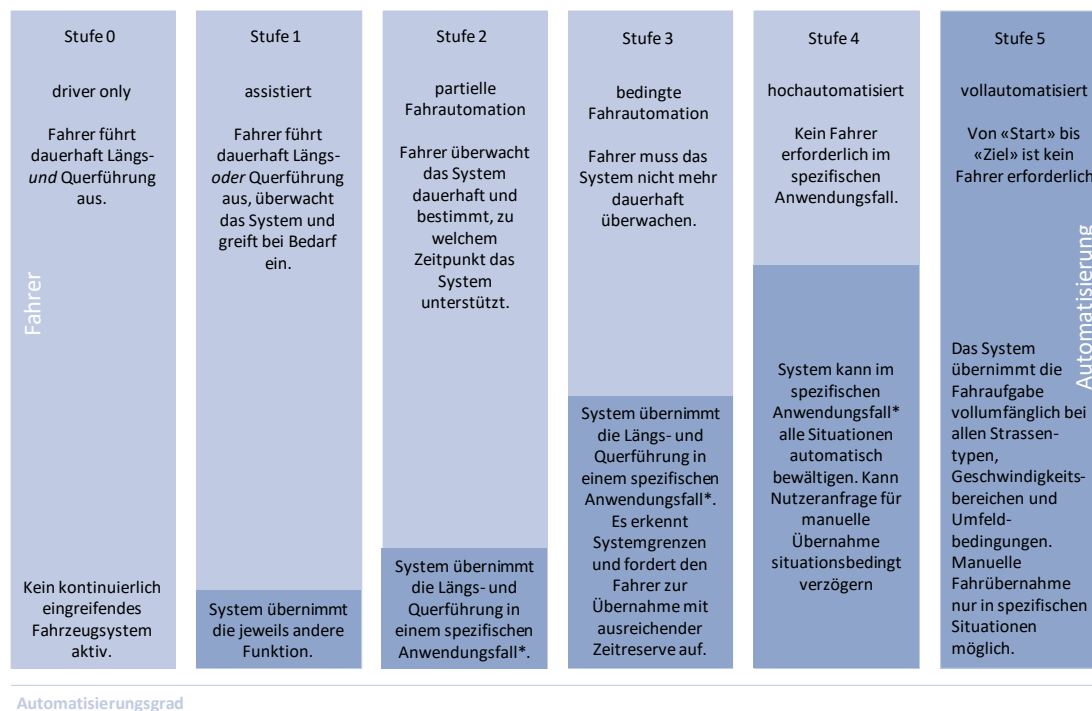 Stufe 0
driver only
Fahrer führt
dauerhaft Längs-
und Querführung
aus.
Fahrer
Kein kontinuierlich
eingreifendes
Fahrzeugsystem
aktiv.
Stufe 1
assistiert
Fahrer führt
dauerhaft Längs-
oder Querführung
aus, überwacht
das System und
greift bei Bedarf
ein.
System übernimmt
die jeweils andere
Funktion.
Stufe 2
partielle
Fahrautomation
Fahrer überwacht
das System
dauerhaft und
bestimmt, zu
welchem
Zeitpunkt das
System
unterstützt.
System übernimmt
die Längs- und
Querführung in
einem spezifischen
Anwendungsfall*.
Stufe 3
bedingte
Fahrautomation
Fahrer muss das
System nicht mehr
dauerhaft
überwachen.
System übernimmt
die Längs- und
Querführung in
einem spezifischen
Anwendungsfall*.
Es erkennt
Systemgrenzen
und fordert den
Fahrer zur
Übernahme mit
ausreichender
Zeitreserve auf.
Stufe 4
hochautomatisiert
Kein Fahrer
erforderlich im
spezifischen
Anwendungsfall.
System kann im
spezifischen
Anwendungsfall*
alle Situationen
automatisch
bewältigen. Kann
Nutzeranfrage für
manuelle
Übernahme
situationsbedingt
verzögern
Stufe 5
vollautomatisiert
Von «Start» bis
«Ziel» ist kein
Fahrer erforderlich
Automatisierung
Das System
übernimmt die
Fahraufgabe
vollumfänglich bei
allen Strassen-
typen,
Geschwindigkeits-
bereichen und
Umfeld-
bedingungen.
Manuelle
Fahrübernahme
nur in spezifischen
Situationen
möglich.
Automatisierungsgrad